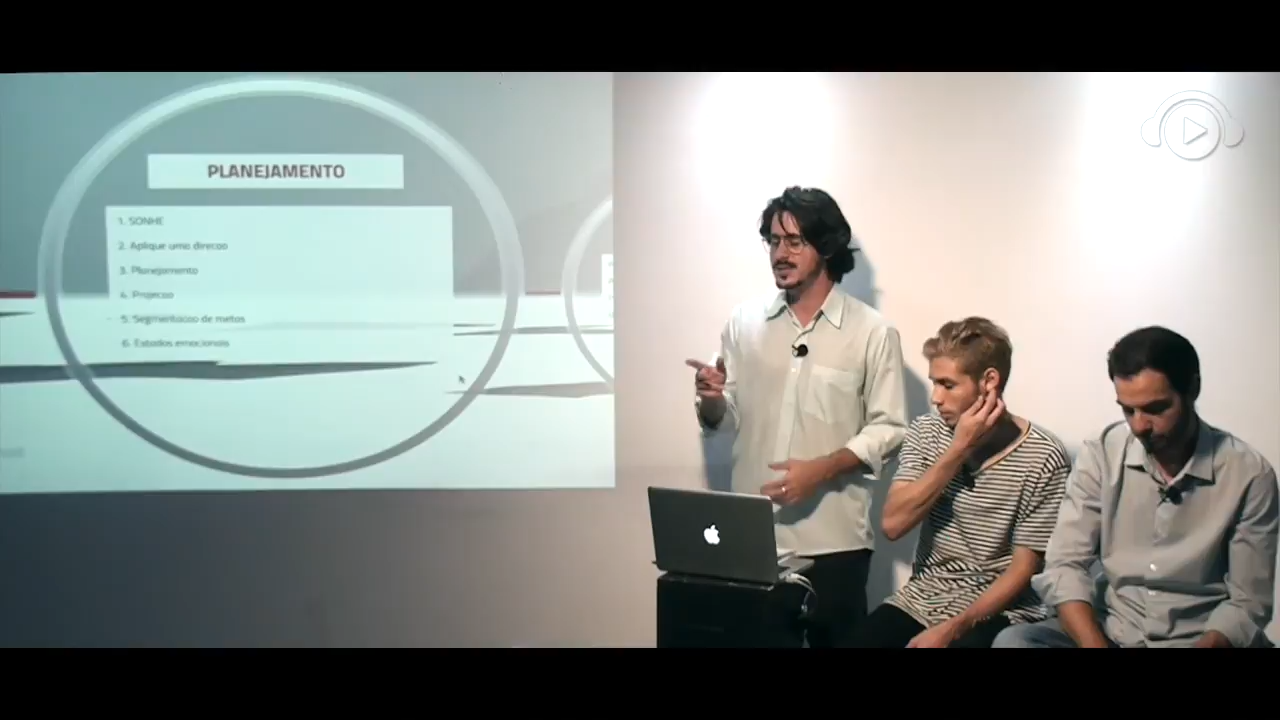 PLANEJAMENTO
1. SONHE
2. Aplique uma direcao
3. Planejamento
4. Projecao
5. Segmentacao de metas
6. Estados emocionais